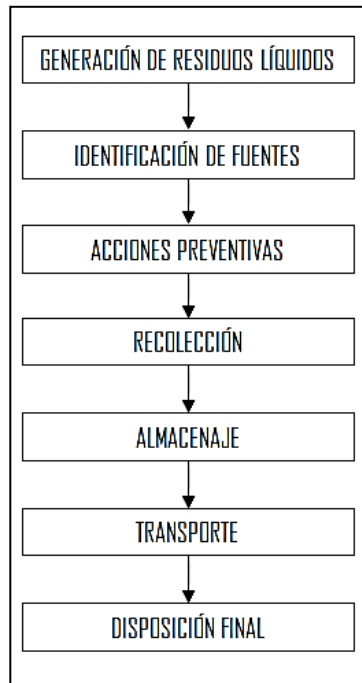 GENERACIÓN DE RESIDUOS LÍQUIDOS
IDENTIFICACIÓN DE FUENTES
ACCIONES PREVENTIVAS
RECOLECCIÓN
ALMACENAJE
TRANSPORTE
DISPOSICIÓN FINAL